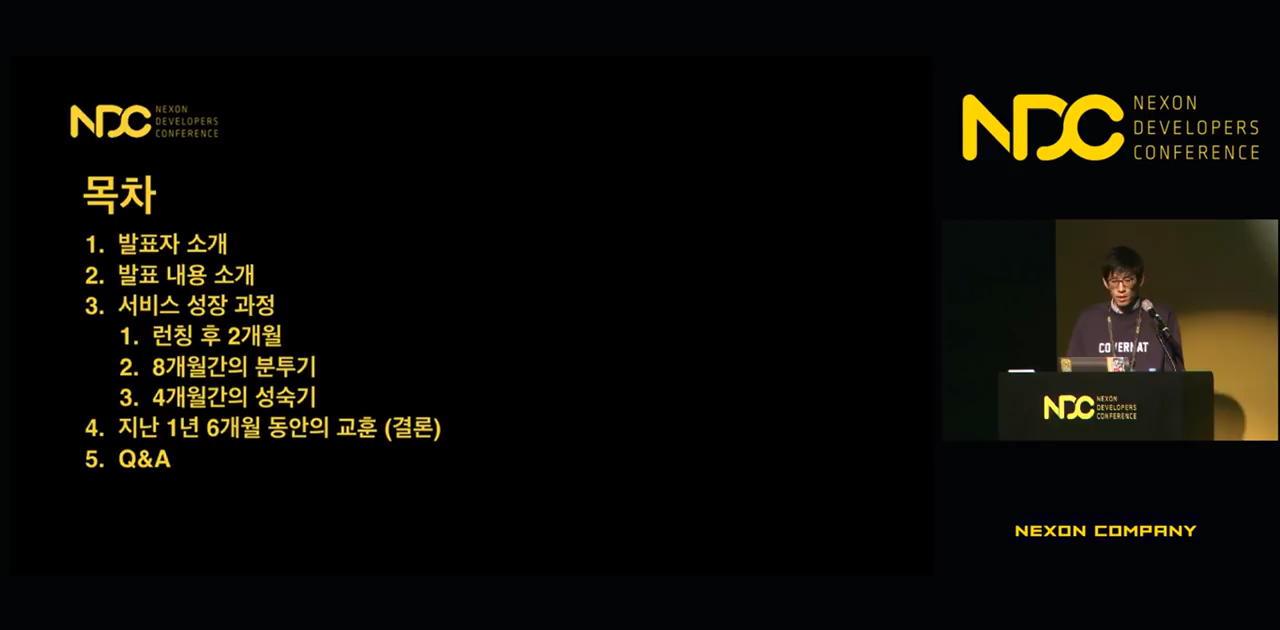 NDC NEXON
DEVELOPERS
CONFERENCE
목차
1. 발표자 소개
2. 발표 내용 소개
3. 서비스 성장 과정
1. 런칭 후 2개월
2. 8개월간의 분투기
3. 4개월간의 성숙기
4. 지난 1년 6개월 동안의 교훈 (결론)
5. Q&A
NDC NEXON
DEVELOPERS
CONFERENCE
COVERNAT
NDC NEXON
DEVELOPERS
CONFERENCE
NEXON COMPANY